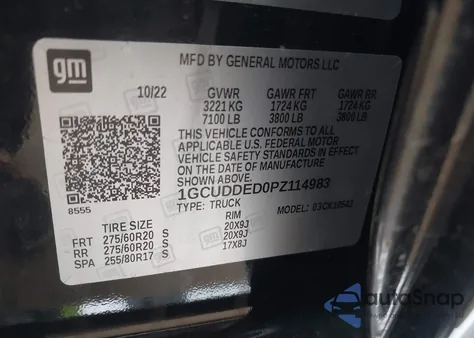 gm
MFD BY GENERAL MOTORS LLC
10/22 GVWR GAWR FRT GAWR RR
3221 KG 1724 KG 1724 KG
7100 LB 3800 LB 3800 LB
THIS VEHICLE CONFORMS TO ALL
APPLICABLE U.S. FEDERAL MOTOR
VEHICLE SAFETY STANDARDS IN EFFECT
ON THE DATE OF MANUFACTURE
SHOWN ABOVE.
1GCUDDED0PZ114983
8555
TYPE: TRUCK MODEL:
TIRE SIZE RIM
FRT 275/60R20 S 20X9J
RR 275/60R20 S 20X9J
SPA 255/80R17 S 17X8J
autoSnap